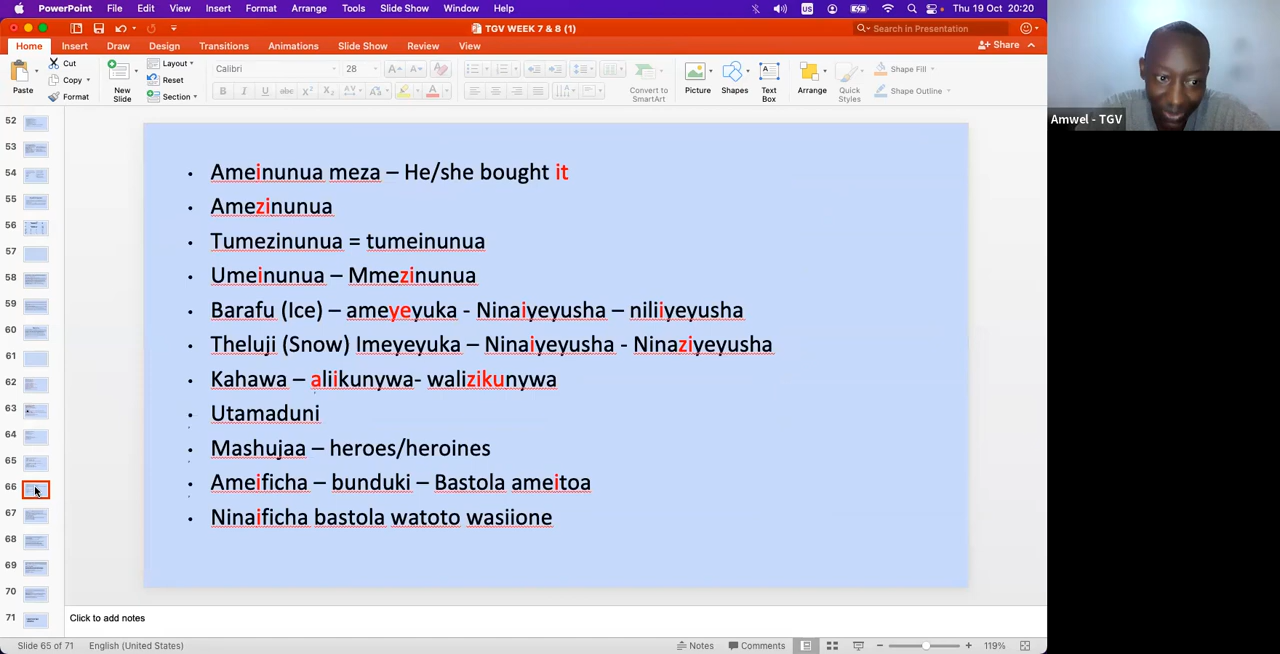 PowerPoint File Edit View Insert Format Arrange Tools Slide Show Window Help US Thu 19 Oct 20:20
TGV WEEK 7 & 8 (1) Search in Presentation
Home Insert Draw Design Transitions Animations Slide Show Review View Share
Paste Cut Copy Format New Slide Layout Reset Section Calibri 28 Convert to SmartArt Picture Shapes Text Box Arrange Quick Styles Shape Fill Shape Outline
Amwel - TGV
52
53
54
55
56
57
58
59
60
61
62
63
64
65
66
67
68
69
70
71
• Ameinunua meza – He/she bought it
• Amezinunua
• Tumezinunua = tumeinunua
• Umeinunua – Mmezinunua
• Barafu (Ice) – ameyeyuka - Ninaiyeyusha – niliiyeyusha
• Theluji (Snow) Imeyeyuka – Ninaiyeyusha - Ninaziyeyusha
• Kahawa – aliikunywa- walizikunywa
• Utamaduni
• Mashujaa – heroes/heroines
• Ameificha – bunduki – Bastola ameitoa
• Ninaificha bastola watoto wasiione
Click to add notes
Slide 65 of 71 English (United States) Notes Comments 119%